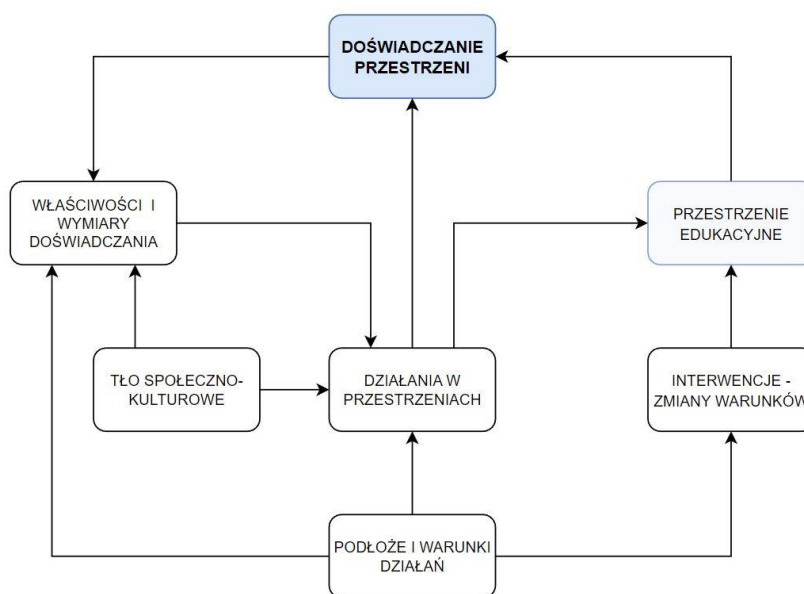 DOŚWIADCZANIE
PRZESTRZENI
WŁAŚCIWOŚCI I
WYMIARY
DOŚWIADCZANIA
PRZESTRZENIE
EDUKACYJNE
TŁO SPOŁECZNO-
KULTUROWE
DZIAŁANIA W
PRZESTRZENIACH
INTERWENCJE -
ZMIANY WARUNKÓW
PODŁOŻE I WARUNKI
DZIAŁAŃ